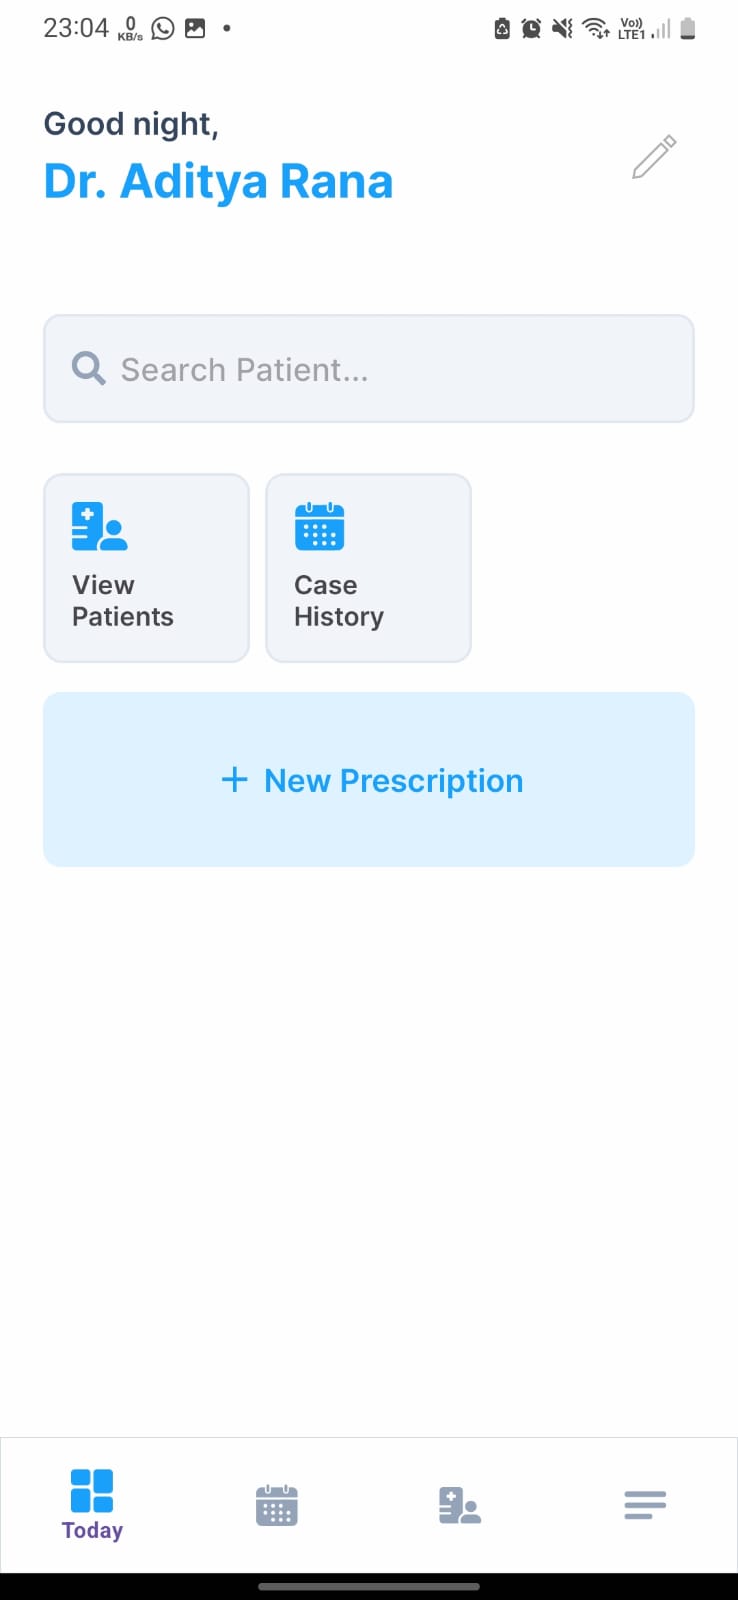 23:04 0 KB/s Vo)) LTE1
Good night,
Dr. Aditya Rana
Search Patient...
View
Patients
Case
History
+ New Prescription
Today